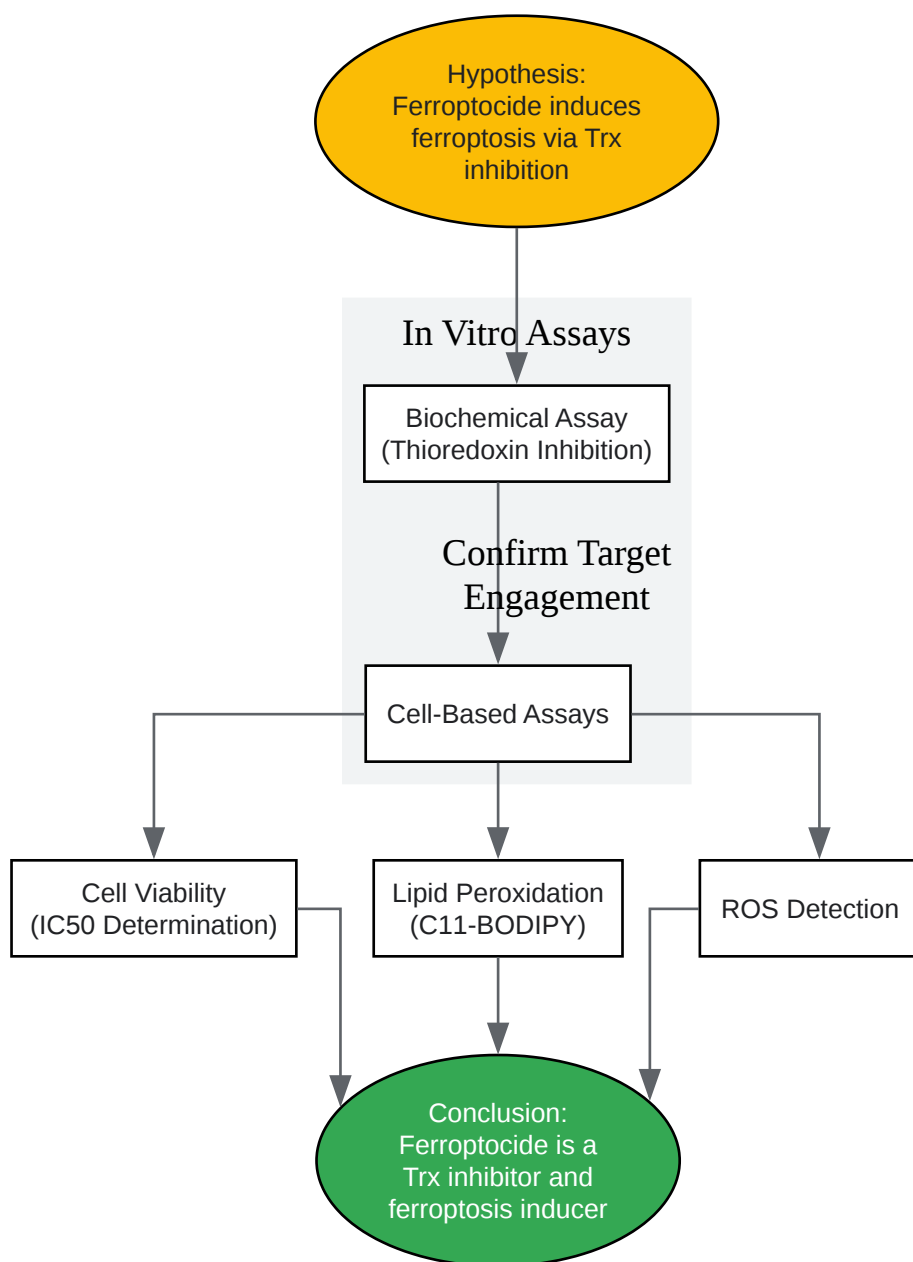 Hypothesis:
Ferroptocide induces
ferroptosis via Trx
inhibition
In Vitro Assays
Biochemical Assay
(Thioredoxin Inhibition)
Confirm Target
Engagement
Cell-Based Assays
Cell Viability
(IC50 Determination)
Lipid Peroxidation
(C11-BODIPY)
ROS Detection
Conclusion:
Ferroptocide is a
Trx inhibitor and
ferroptosis inducer